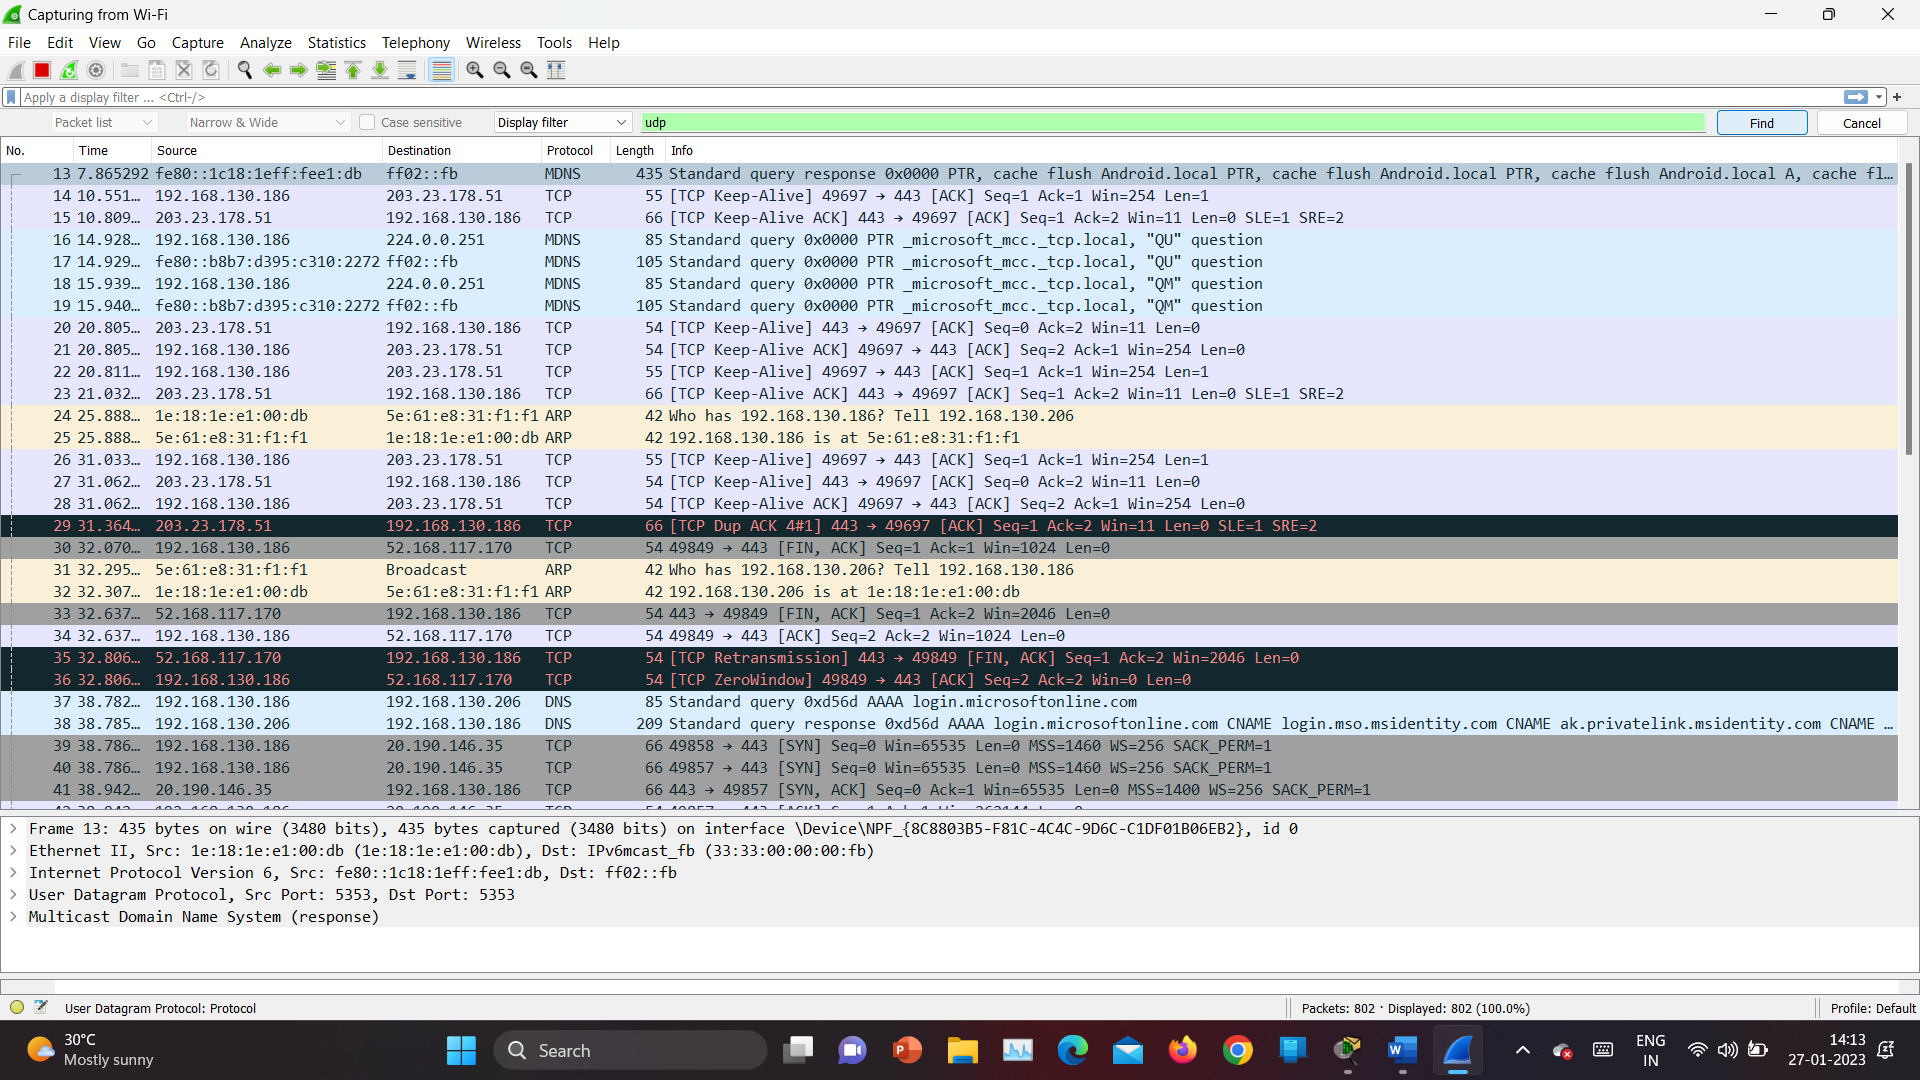 Capturing from Wi-Fi
File Edit View Go Capture Analyze Statistics Telephony Wireless Tools Help
Apply a display filter ... <Ctrl-/>
Packet list Narrow & Wide Case sensitive Display filter udp Find Cancel
No. Time Source Destination Protocol Length Info
13 7.865292 fe80::1c18:1eff:fee1:db ff02::fb MDNS 435 Standard query response 0x0000 PTR, cache flush Android.local PTR, cache flush Android.local PTR, cache flush Android.local A, cache fl…
14 10.551… 192.168.130.186 203.23.178.51 TCP 55 [TCP Keep-Alive] 49697 → 443 [ACK] Seq=1 Ack=1 Win=254 Len=1
15 10.809… 203.23.178.51 192.168.130.186 TCP 66 [TCP Keep-Alive ACK] 443 → 49697 [ACK] Seq=1 Ack=2 Win=11 Len=0 SLE=1 SRE=2
16 14.928… 192.168.130.186 224.0.0.251 MDNS 85 Standard query 0x0000 PTR _microsoft_mcc._tcp.local, "QU" question
17 14.929… fe80::b8b7:d395:c310:2272 ff02::fb MDNS 105 Standard query 0x0000 PTR _microsoft_mcc._tcp.local, "QU" question
18 15.939… 192.168.130.186 224.0.0.251 MDNS 85 Standard query 0x0000 PTR _microsoft_mcc._tcp.local, "QM" question
19 15.940… fe80::b8b7:d395:c310:2272 ff02::fb MDNS 105 Standard query 0x0000 PTR _microsoft_mcc._tcp.local, "QM" question
20 20.805… 203.23.178.51 192.168.130.186 TCP 54 [TCP Keep-Alive] 443 → 49697 [ACK] Seq=0 Ack=2 Win=11 Len=0
21 20.805… 192.168.130.186 203.23.178.51 TCP 54 [TCP Keep-Alive ACK] 49697 → 443 [ACK] Seq=2 Ack=1 Win=254 Len=0
22 20.811… 192.168.130.186 203.23.178.51 TCP 55 [TCP Keep-Alive] 49697 → 443 [ACK] Seq=1 Ack=1 Win=254 Len=1
23 21.032… 203.23.178.51 192.168.130.186 TCP 66 [TCP Keep-Alive ACK] 443 → 49697 [ACK] Seq=1 Ack=2 Win=11 Len=0 SLE=1 SRE=2
24 25.888… 1e:18:1e:e1:00:db 5e:61:e8:31:f1:f1 ARP 42 Who has 192.168.130.186? Tell 192.168.130.206
25 25.888… 5e:61:e8:31:f1:f1 1e:18:1e:e1:00:db ARP 42 192.168.130.186 is at 5e:61:e8:31:f1:f1
26 31.033… 192.168.130.186 203.23.178.51 TCP 55 [TCP Keep-Alive] 49697 → 443 [ACK] Seq=1 Ack=1 Win=254 Len=1
27 31.062… 203.23.178.51 192.168.130.186 TCP 54 [TCP Keep-Alive] 443 → 49697 [ACK] Seq=0 Ack=2 Win=11 Len=0
28 31.062… 192.168.130.186 203.23.178.51 TCP 54 [TCP Keep-Alive ACK] 49697 → 443 [ACK] Seq=2 Ack=1 Win=254 Len=0
29 31.364… 203.23.178.51 192.168.130.186 TCP 66 [TCP Dup ACK 4#1] 443 → 49697 [ACK] Seq=1 Ack=2 Win=11 Len=0 SLE=1 SRE=2
30 32.070… 192.168.130.186 52.168.117.170 TCP 54 49849 → 443 [FIN, ACK] Seq=1 Ack=1 Win=1024 Len=0
31 32.295… 5e:61:e8:31:f1:f1 Broadcast ARP 42 Who has 192.168.130.206? Tell 192.168.130.186
32 32.307… 1e:18:1e:e1:00:db 5e:61:e8:31:f1:f1 ARP 42 192.168.130.206 is at 1e:18:1e:e1:00:db
33 32.637… 52.168.117.170 192.168.130.186 TCP 54 443 → 49849 [FIN, ACK] Seq=1 Ack=2 Win=2046 Len=0
34 32.637… 192.168.130.186 52.168.117.170 TCP 54 49849 → 443 [ACK] Seq=2 Ack=2 Win=1024 Len=0
35 32.806… 52.168.117.170 192.168.130.186 TCP 54 [TCP Retransmission] 443 → 49849 [FIN, ACK] Seq=1 Ack=2 Win=2046 Len=0
36 32.806… 192.168.130.186 52.168.117.170 TCP 54 [TCP ZeroWindow] 49849 → 443 [ACK] Seq=2 Ack=2 Win=0 Len=0
37 38.782… 192.168.130.186 192.168.130.206 DNS 85 Standard query 0xd56d AAAA login.microsoftonline.com
38 38.785… 192.168.130.206 192.168.130.186 DNS 209 Standard query response 0xd56d AAAA login.microsoftonline.com CNAME login.mso.msidentity.com CNAME ak.privatelink.msidentity.com CNAME …
39 38.786… 192.168.130.186 20.190.146.35 TCP 66 49858 → 443 [SYN] Seq=0 Win=65535 Len=0 MSS=1460 WS=256 SACK_PERM=1
40 38.786… 192.168.130.186 20.190.146.35 TCP 66 49857 → 443 [SYN] Seq=0 Win=65535 Len=0 MSS=1460 WS=256 SACK_PERM=1
41 38.942… 20.190.146.35 192.168.130.186 TCP 66 443 → 49857 [SYN, ACK] Seq=0 Ack=1 Win=65535 Len=0 MSS=1400 WS=256 SACK_PERM=1
Frame 13: 435 bytes on wire (3480 bits), 435 bytes captured (3480 bits) on interface \Device\NPF_{8C8803B5-F81C-4C4C-9D6C-C1DF01B06EB2}, id 0
Ethernet II, Src: 1e:18:1e:e1:00:db (1e:18:1e:e1:00:db), Dst: IPv6mcast_fb (33:33:00:00:00:fb)
Internet Protocol Version 6, Src: fe80::1c18:1eff:fee1:db, Dst: ff02::fb
User Datagram Protocol, Src Port: 5353, Dst Port: 5353
Multicast Domain Name System (response)
User Datagram Protocol: Protocol Packets: 802 · Displayed: 802 (100.0%) Profile: Default
30°C
Mostly sunny
Search
ENG
IN
14:13
27-01-2023